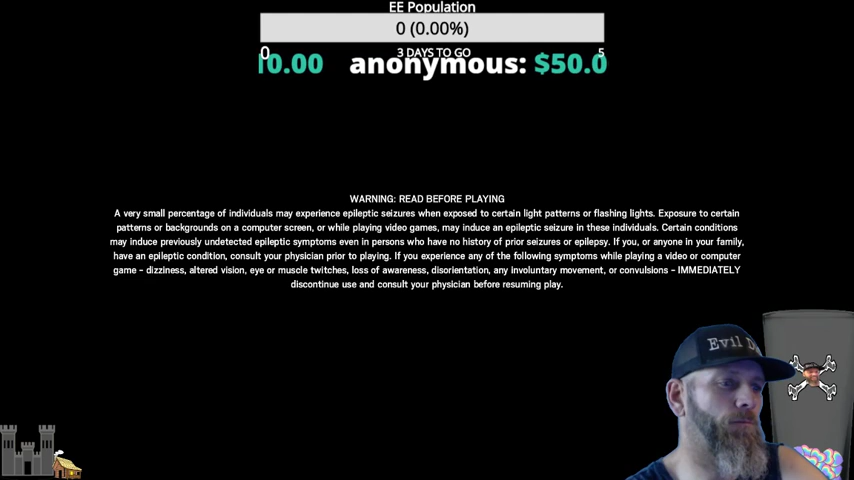 EE Population
0 (0.00%)
0 3 DAYS TO GO 5
0.00 anonymous: $50.0
WARNING: READ BEFORE PLAYING
A very small percentage of individuals may experience epileptic seizures when exposed to certain light patterns or flashing lights. Exposure to certain
patterns or backgrounds on a computer screen, or while playing video games, may induce an epileptic seizure in these individuals. Certain conditions
may induce previously undetected epileptic symptoms even in persons who have no history of prior seizures or epilepsy. If you, or anyone in your family,
have an epileptic condition, consult your physician prior to playing. If you experience any of the following symptoms while playing a video or computer
game - dizziness, altered vision, eye or muscle twitches, loss of awareness, disorientation, any involuntary movement, or convulsions - IMMEDIATELY
discontinue use and consult your physician before resuming play.
Evil